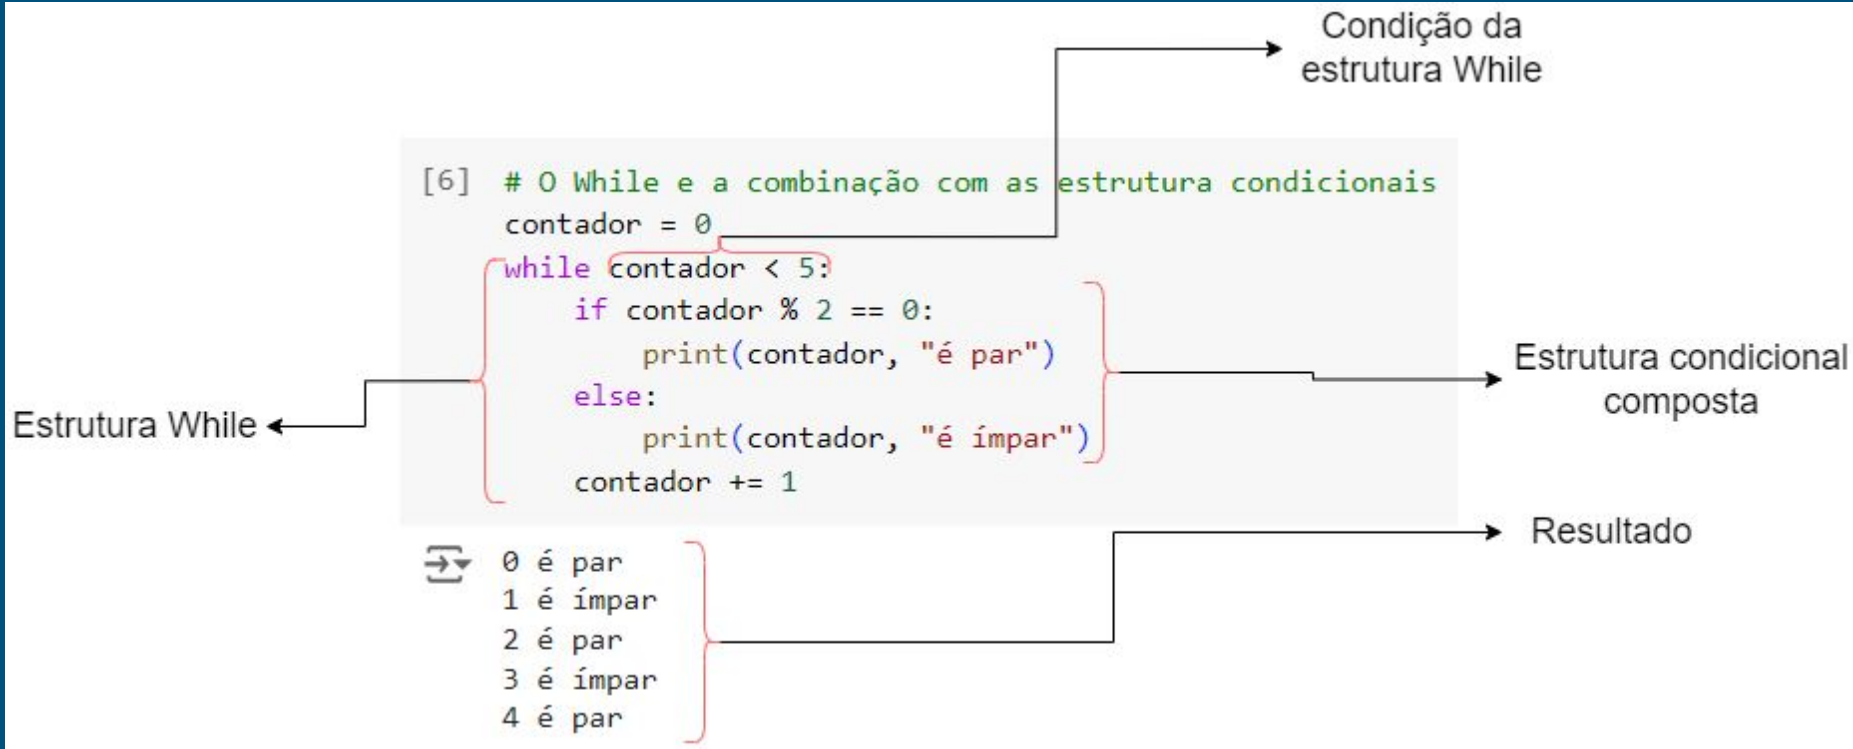 Condição da
estrutura While
[6] # O While e a combinação com as estrutura condicionais
contador = 0
while contador < 5:
if contador % 2 == 0:
print(contador, "é par")
else:
print(contador, "é ímpar")
contador += 1
Estrutura While
Estrutura condicional
composta
Resultado
0 é par
1 é ímpar
2 é par
3 é ímpar
4 é par